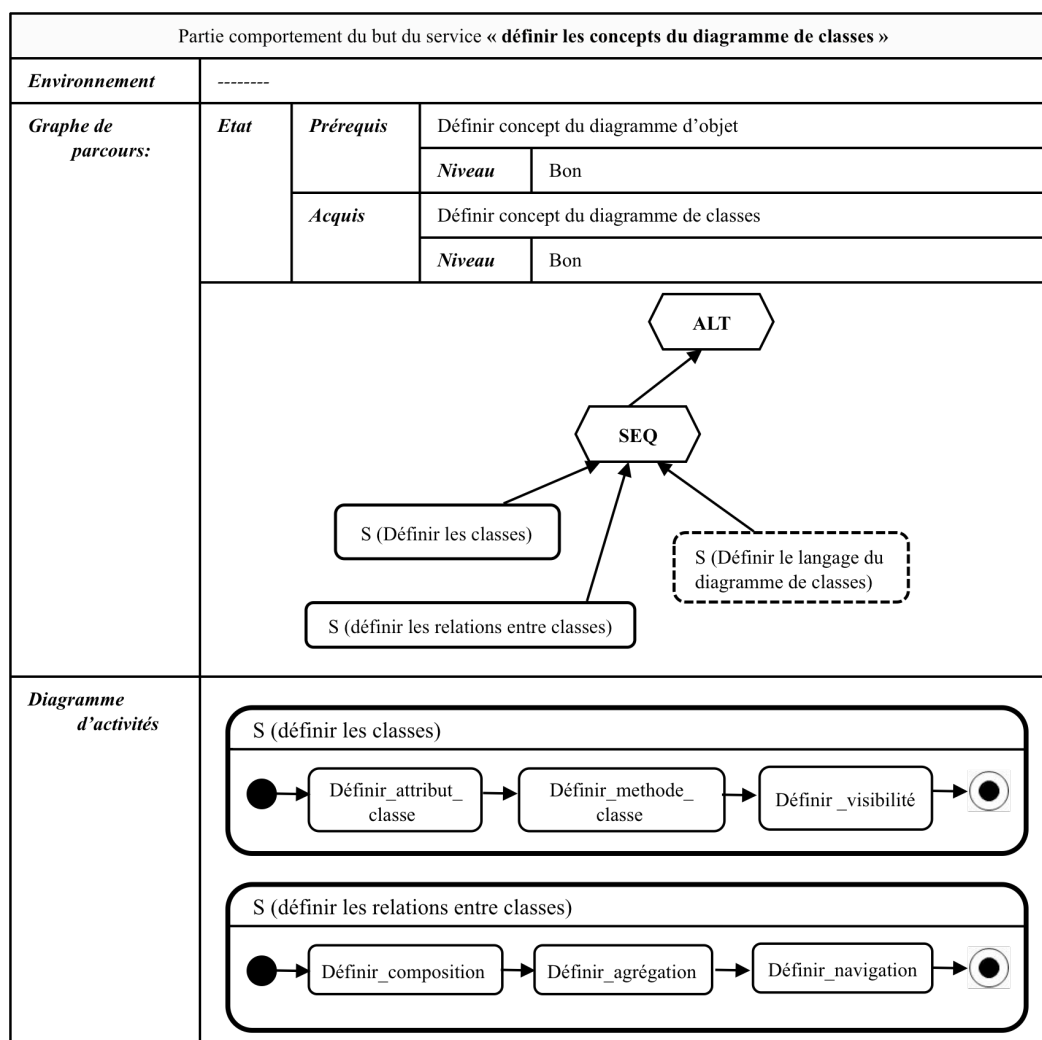 Partie comportement du but du service « définir les concepts du diagramme de classes »
Environnement
--------
Graphe de
parcours:
Etat
Prérequis
Définir concept du diagramme d’objet
Niveau
Bon
Acquis
Définir concept du diagramme de classes
Niveau
Bon
ALT
SEQ
S (Définir les classes)
S (Définir le langage du
diagramme de classes)
S (définir les relations entre classes)
Diagramme
d’activités
S (définir les classes)
Définir_attribut_
classe
Définir_methode_
classe
Définir _visibilité
S (définir les relations entre classes)
Définir_composition
Définir_agrégation
Définir_navigation